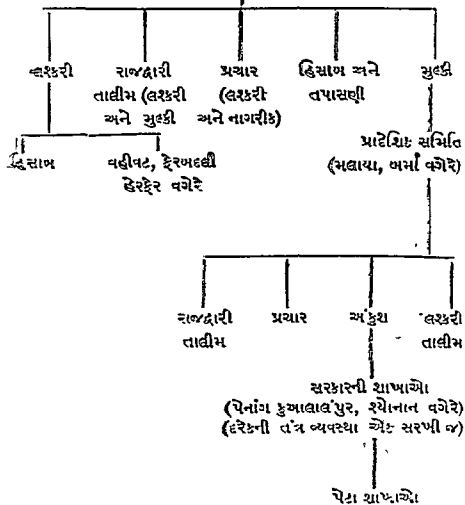 લશ્કરી
રાજદ્વારી
તાલીમ (લશ્કરી
અને મુલ્કી
પ્રચાર
(લશ્કરી
અને નાગરીક)
હિસાબ અને
તપાસણી
મુલ્કી
હિસાબ
વહીવટ, ફેરબદલી
હેરફેર વગેરે
પ્રાદેશિક સમિતિ
(મલાયા, બર્મા વગેરે)
રાજદ્વારી
તાલીમ
પ્રચાર
અંકુશ
લશ્કરી
તાલીમ
સરકારની શાખાઓ
(પેનાંગ કુઆલાલંપુર, શ્યોનાન વગેરે)
(દરેકની તંત્ર વ્યવસ્થા એક સરખી જ)
પેટા શાખાઓ